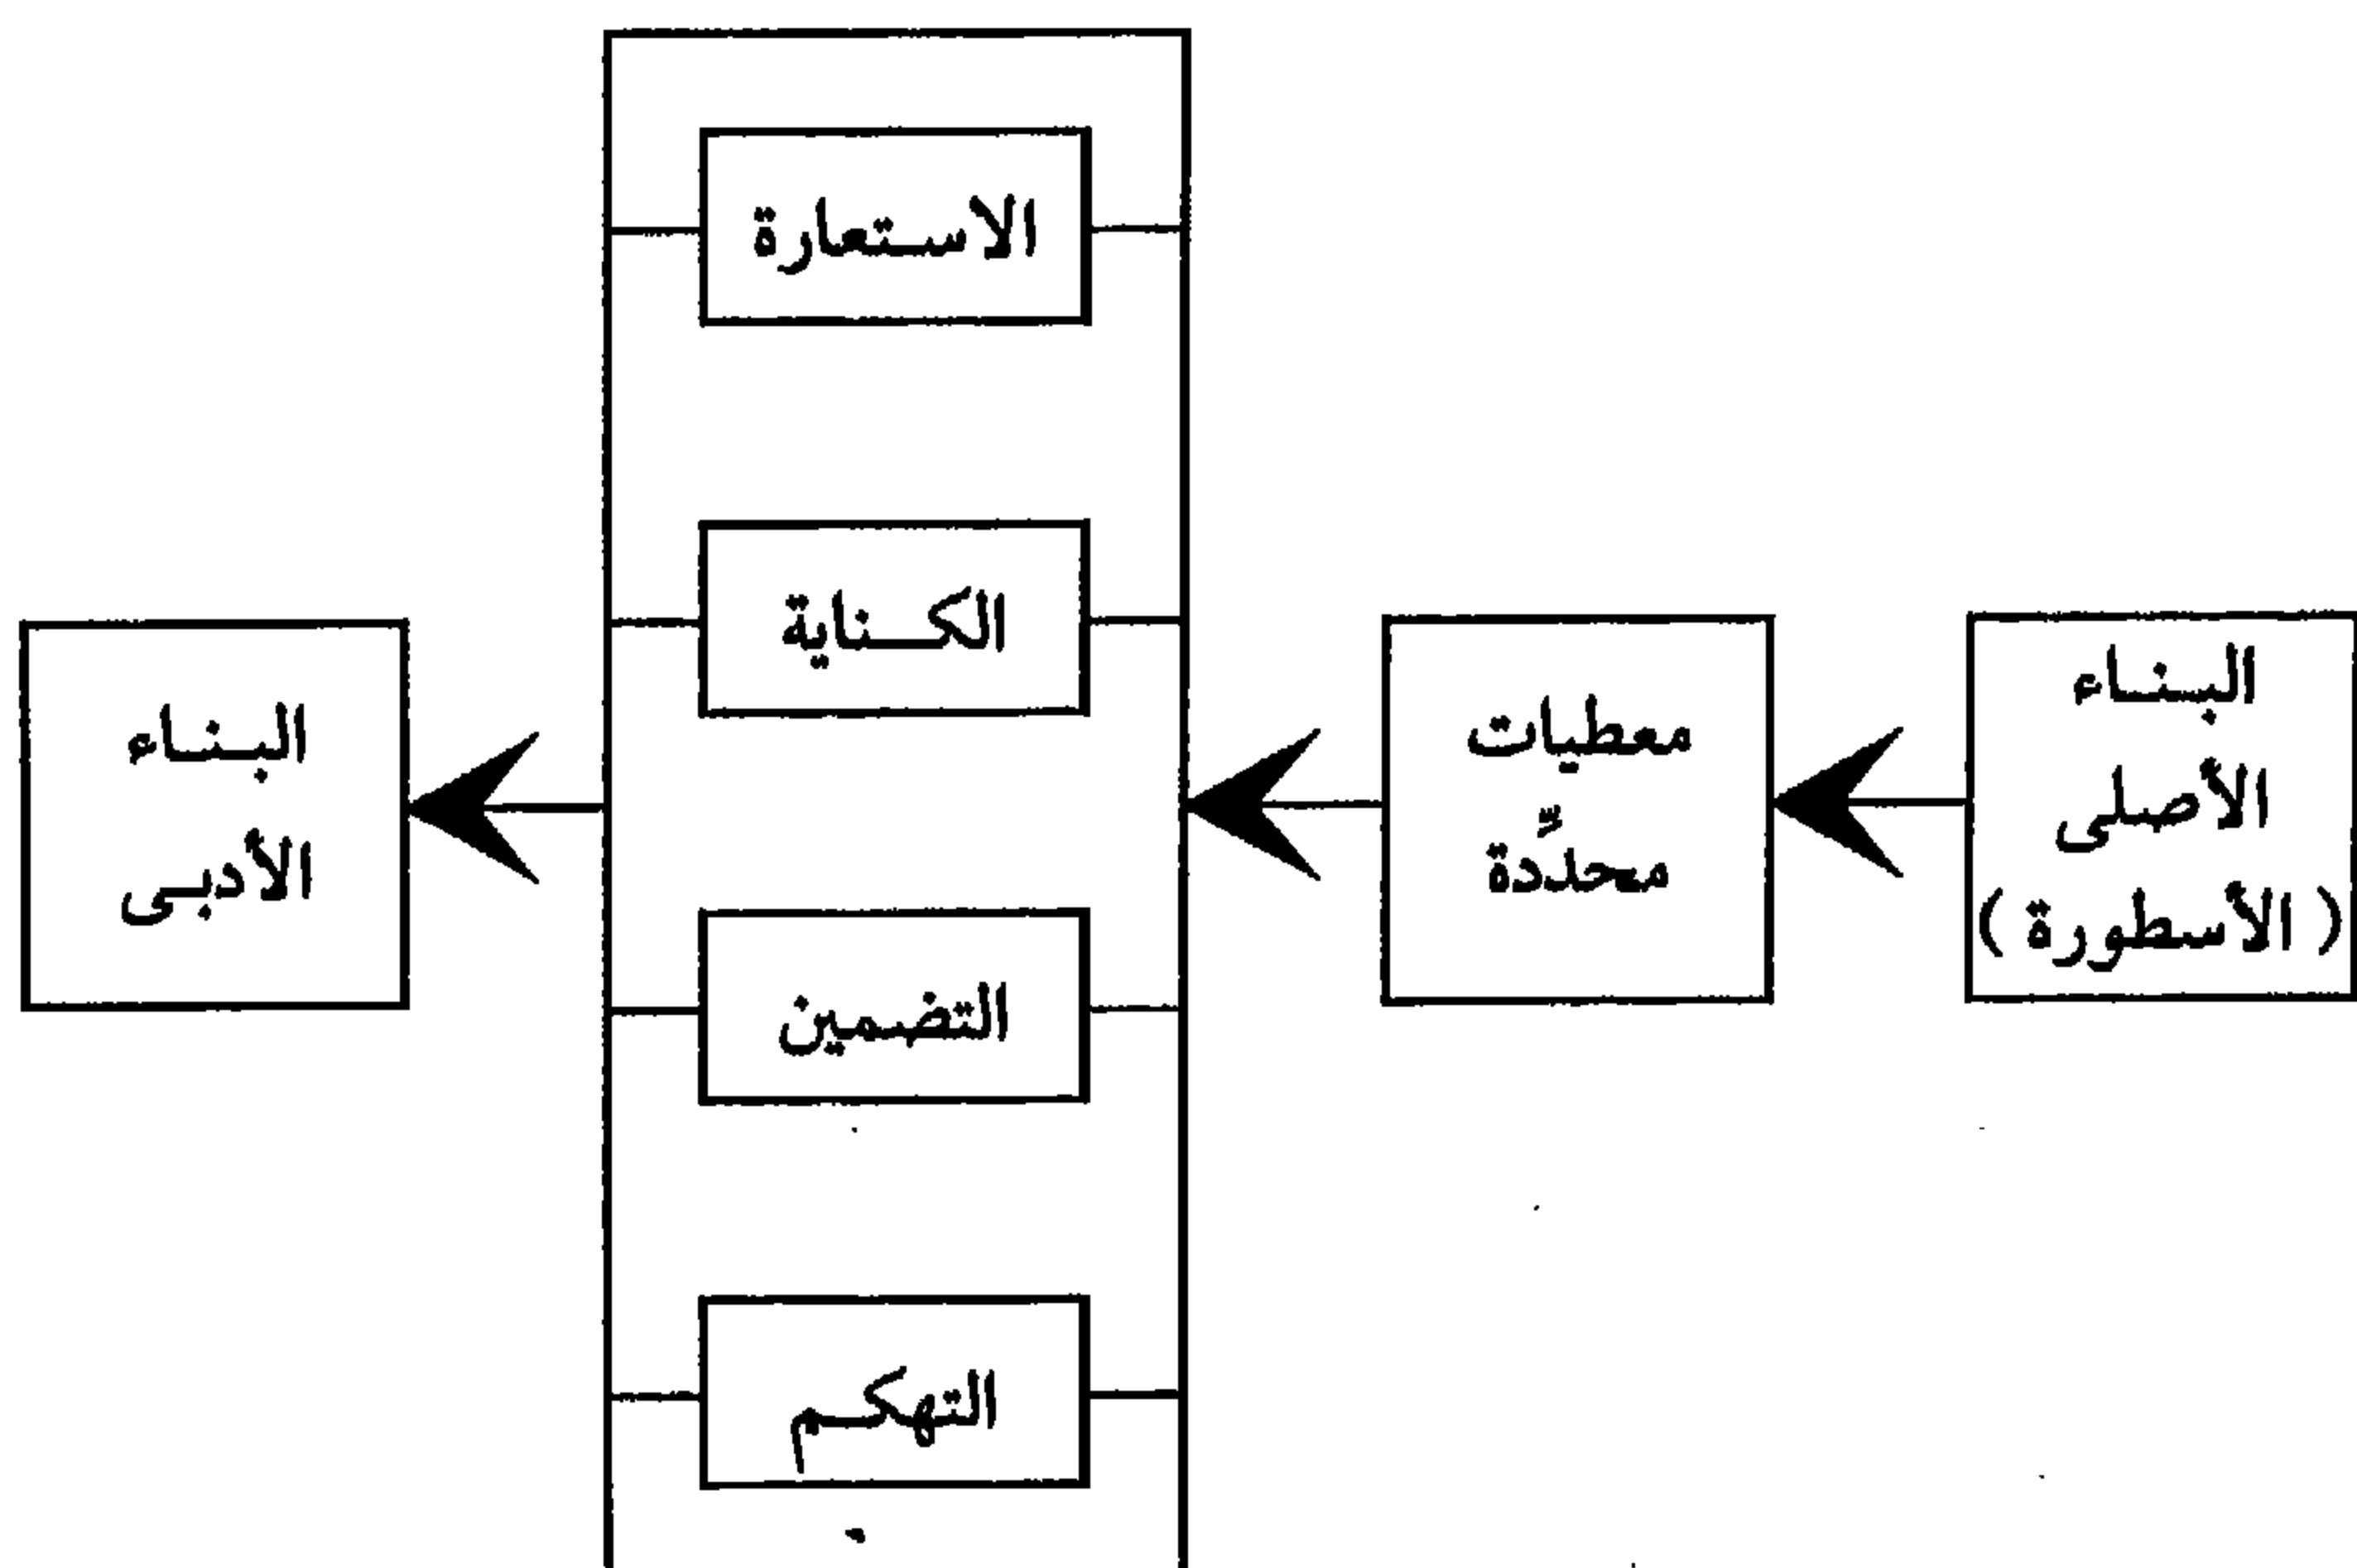 البناء
الأصلى
( الأسطورة )
معطيات
محدّدة
الاستعارة
الكناية
التضمين
التهكم
البناء
الأدبى